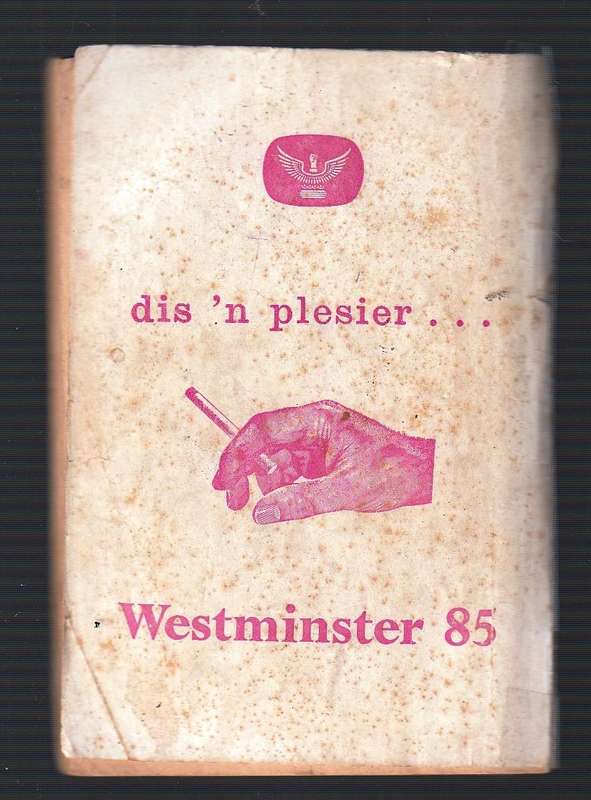 dis 'n plesier . . .
Westminster 85